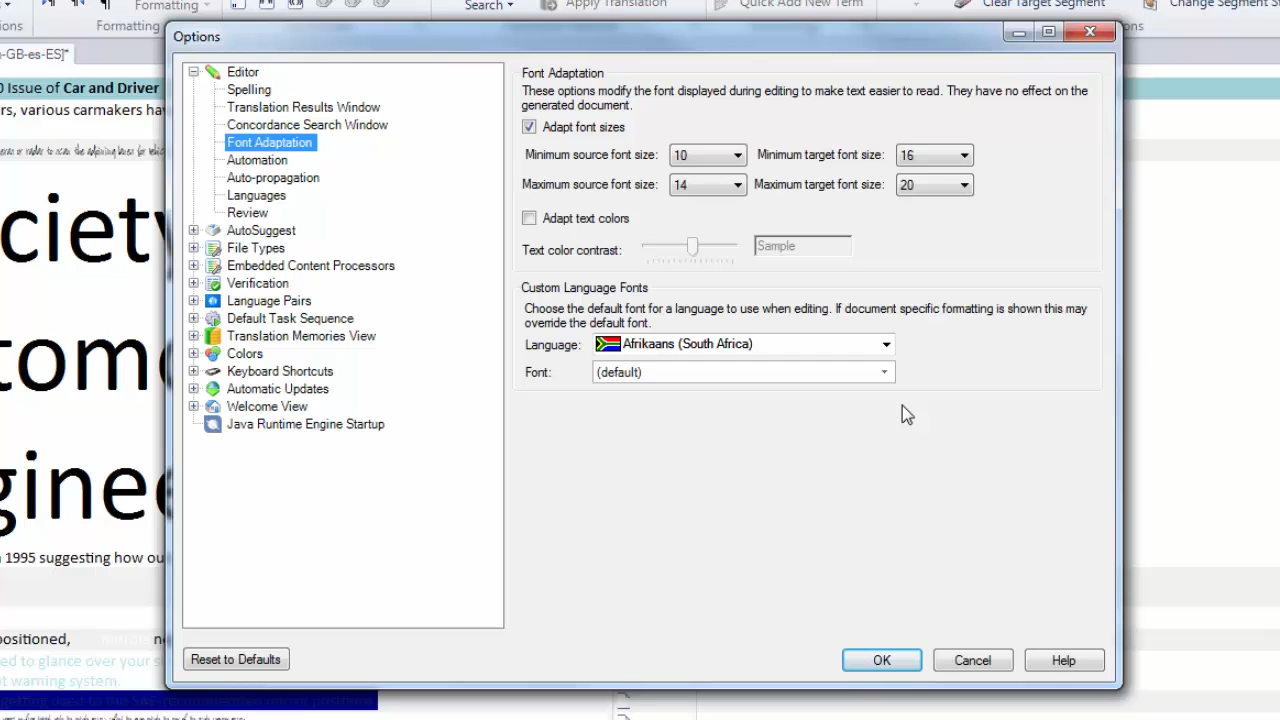 Formatting
Search
Apply Translation
Quick Add New Term
Clear Target Segment
Change Segment St
ions
Formatting
ons
n-GB-es-ES]*
0 Issue of Car and Driver
ers, various carmakers hav
ciety
tome
ginee
n 1995 suggesting how ou
positioned,
ed to glance over your s
ot warning system.
Options
Editor
Spelling
Translation Results Window
Concordance Search Window
Font Adaptation
Automation
Auto-propagation
Languages
Review
AutoSuggest
File Types
Embedded Content Processors
Verification
Language Pairs
Default Task Sequence
Translation Memories View
Colors
Keyboard Shortcuts
Automatic Updates
Welcome View
Java Runtime Engine Startup
Font Adaptation
These options modify the font displayed during editing to make text easier to read. They have no effect on the
generated document.
Adapt font sizes
Minimum source font size: 10 Minimum target font size: 16
Maximum source font size: 14 Maximum target font size: 20
Adapt text colors
Text color contrast: Sample
Custom Language Fonts
Choose the default font for a language to use when editing. If document specific formatting is shown this may
override the default font.
Language: Afrikaans (South Africa)
Font: (default)
Reset to Defaults
OK
Cancel
Help